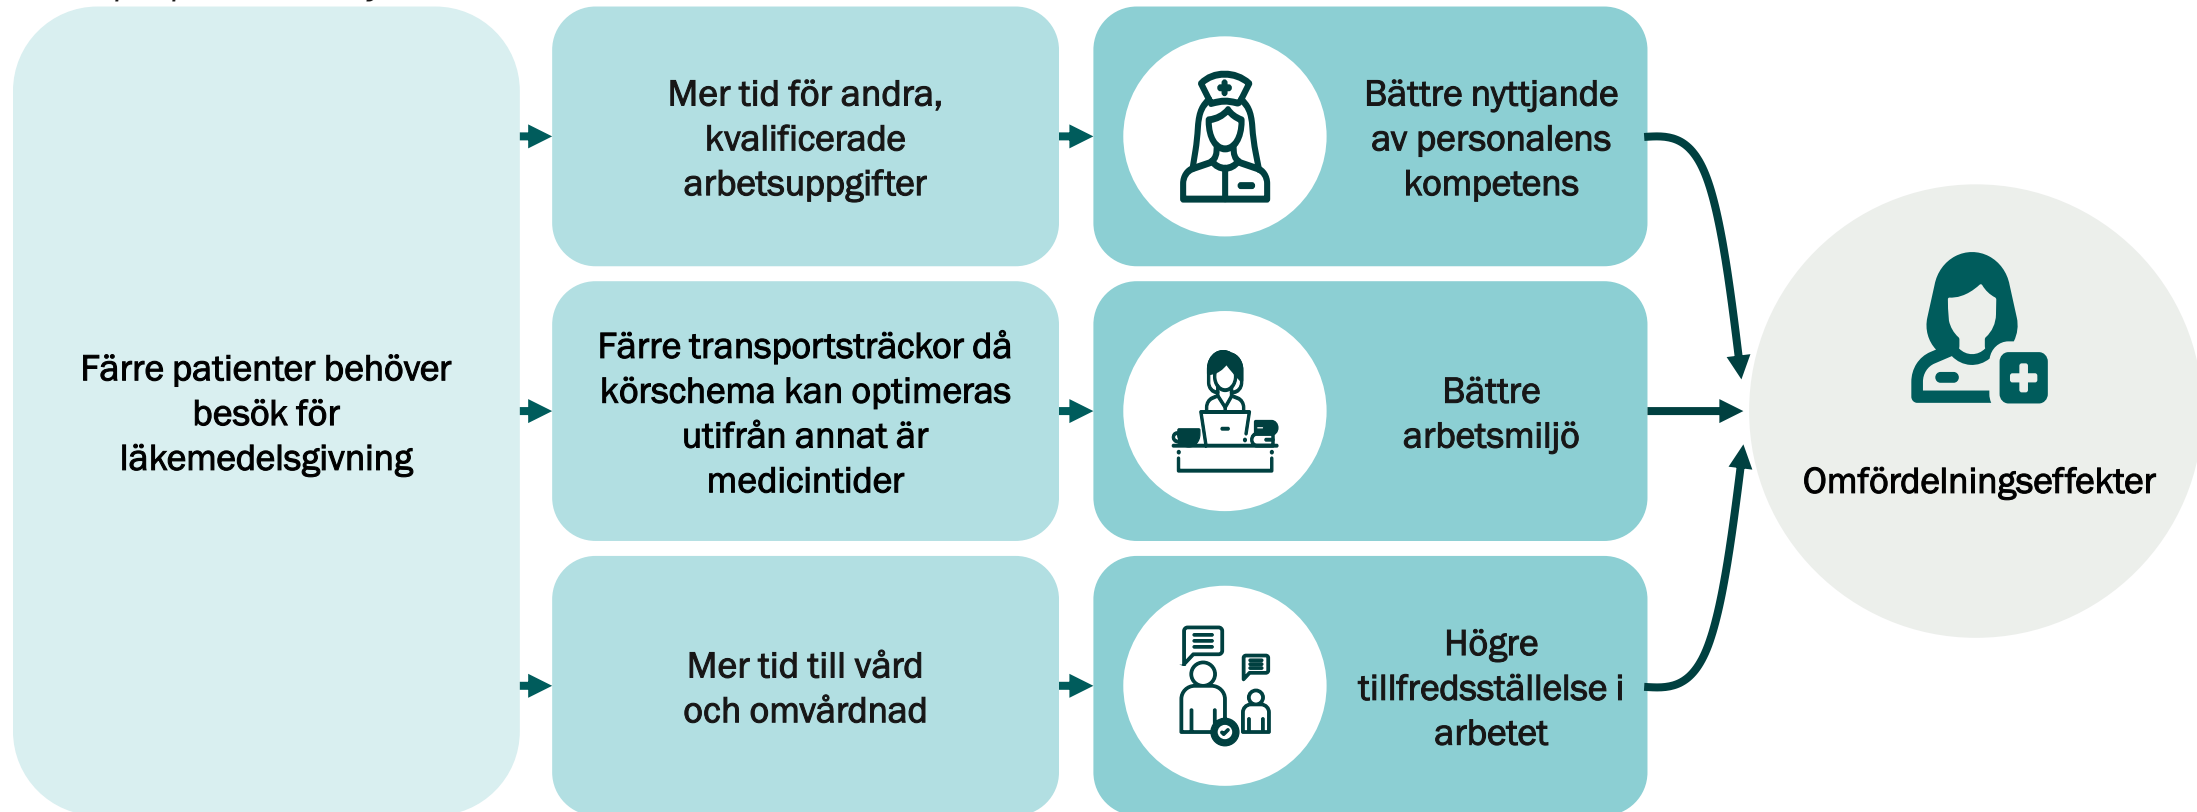 Färre patienter behöver
besök för
läkemedelsgivning
Mer tid för andra,
kvalificerade
arbetsuppgifter
Bättre nyttjande
av personalens
kompetens
Färre transportsträckor då
körschema kan optimeras
utifrån annat är
medicintider
Bättre
arbetsmiljö
Mer tid till vård
och omvårdnad
Högre
tillfredsställelse i
arbetet
Omfördelningseffekter